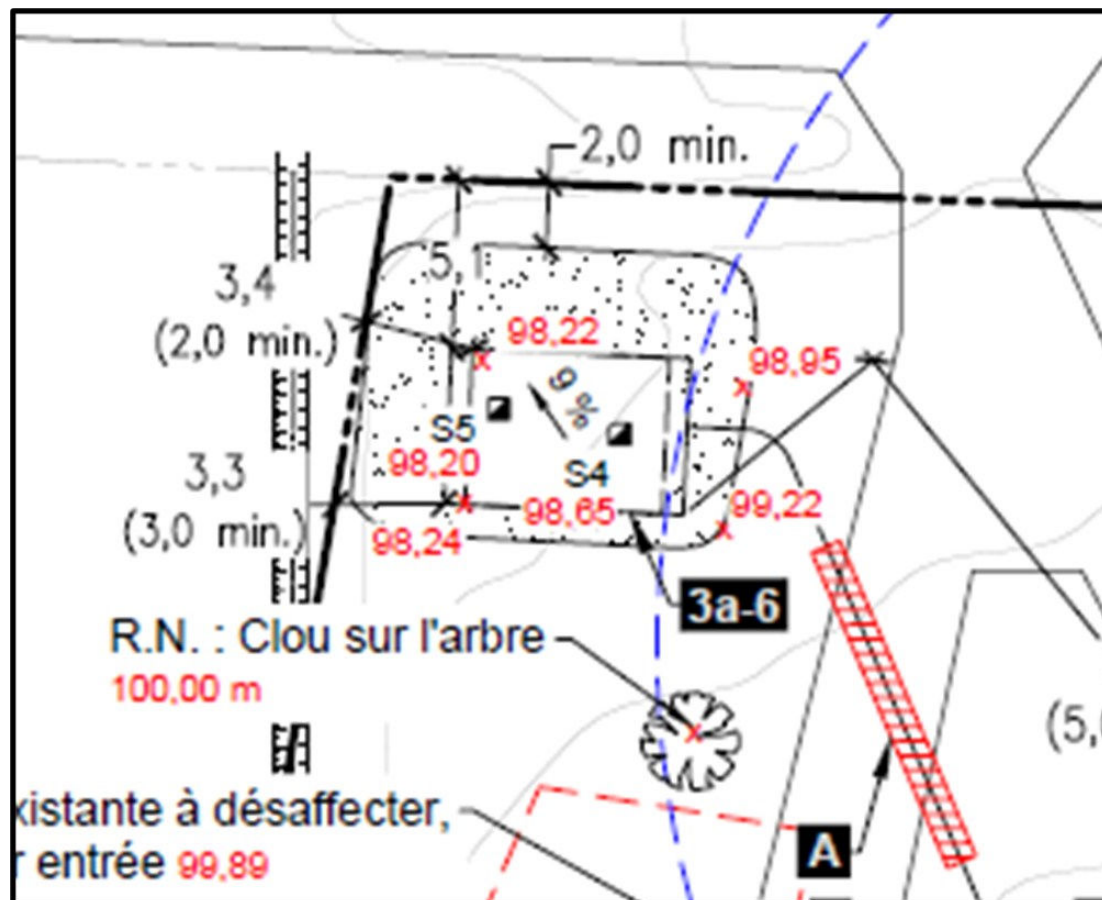 2,0 min.
5,1
3,4
(2,0 min.)
98,22
98,95
9 %
S5
98,20
S4
3,3
(3,0 min.)
98,65
99,22
98,24
3a-6
R.N. : Clou sur l'arbre
100,00 m
(5,
xistante à désaffecter,
r entrée 99,89
A